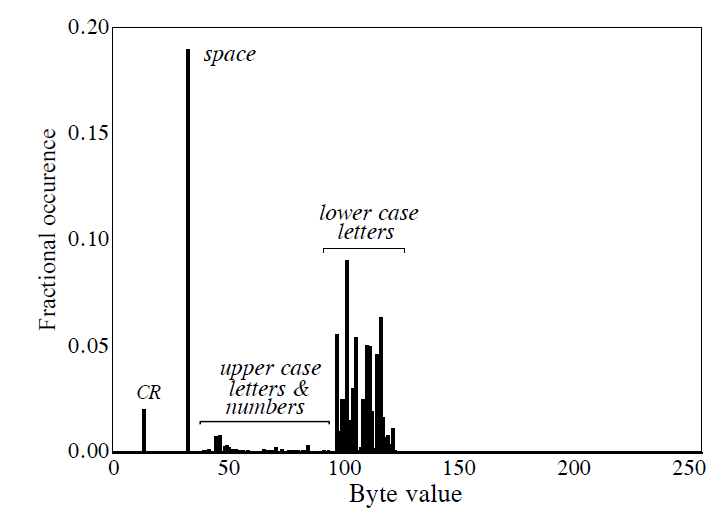 0.20
space
0.15
Fractional occurence
lower case
letters
0.10
0.05
upper case
letters &
numbers
CR
0.00
0 50 100 150 200 250
Byte value